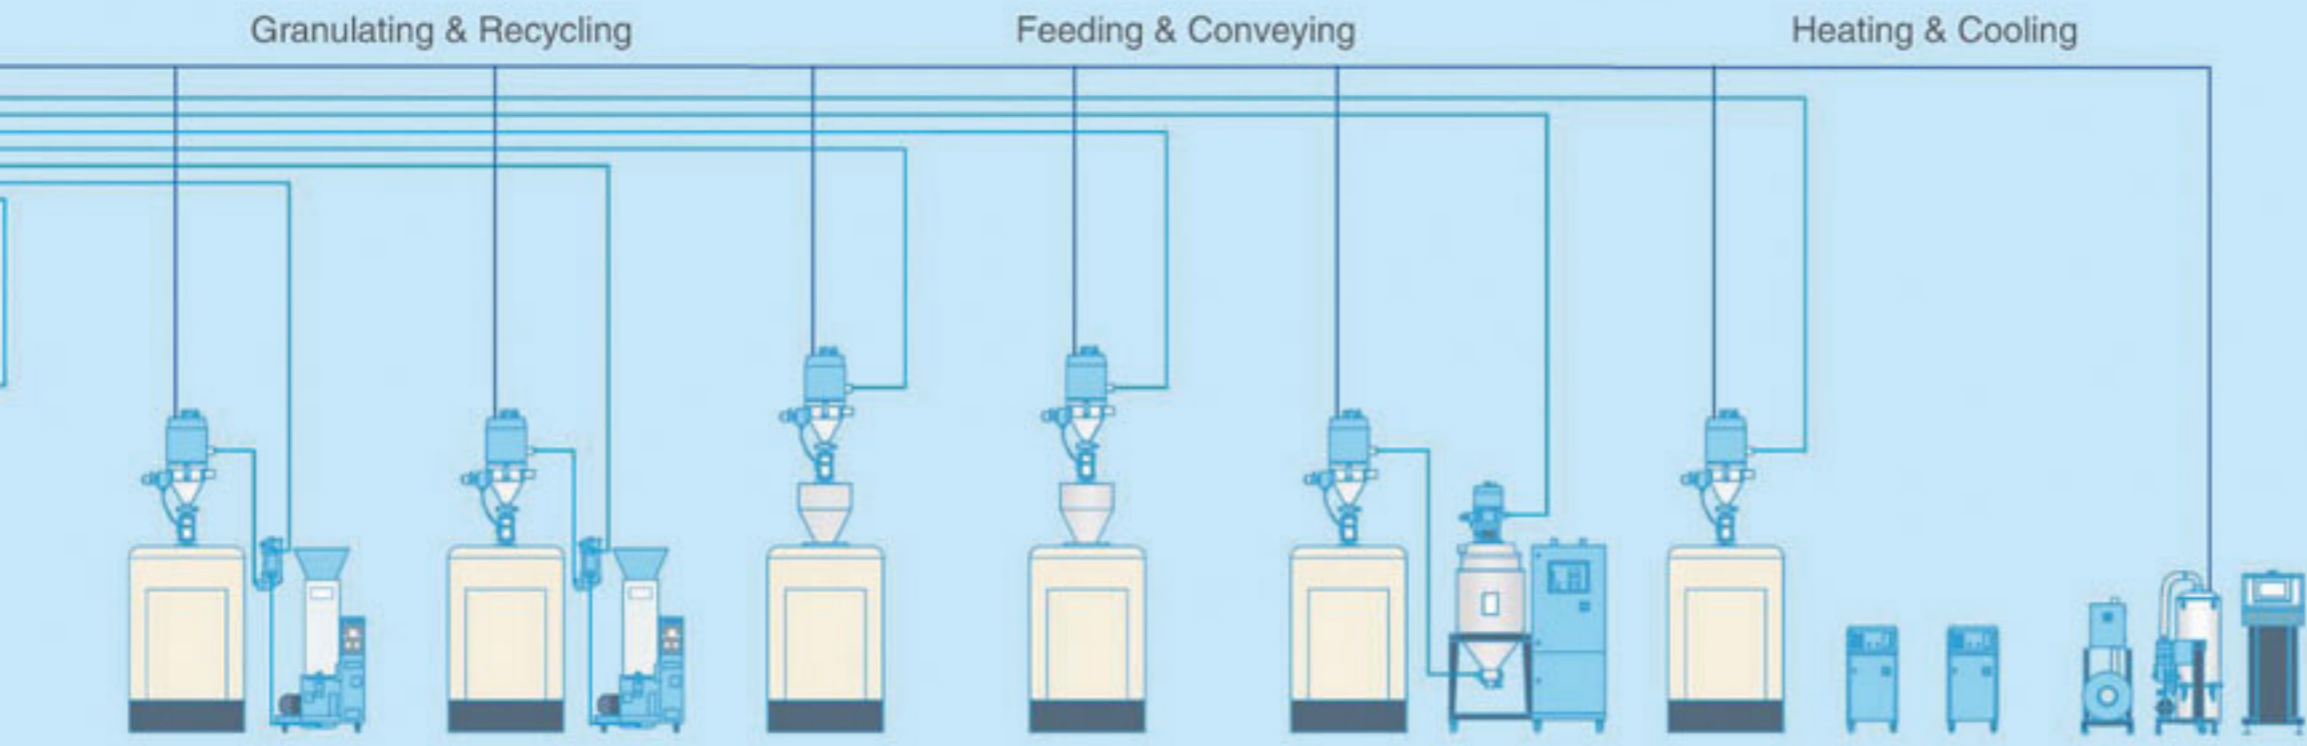 Granulating & Recycling
Feeding & Conveying
Heating & Cooling